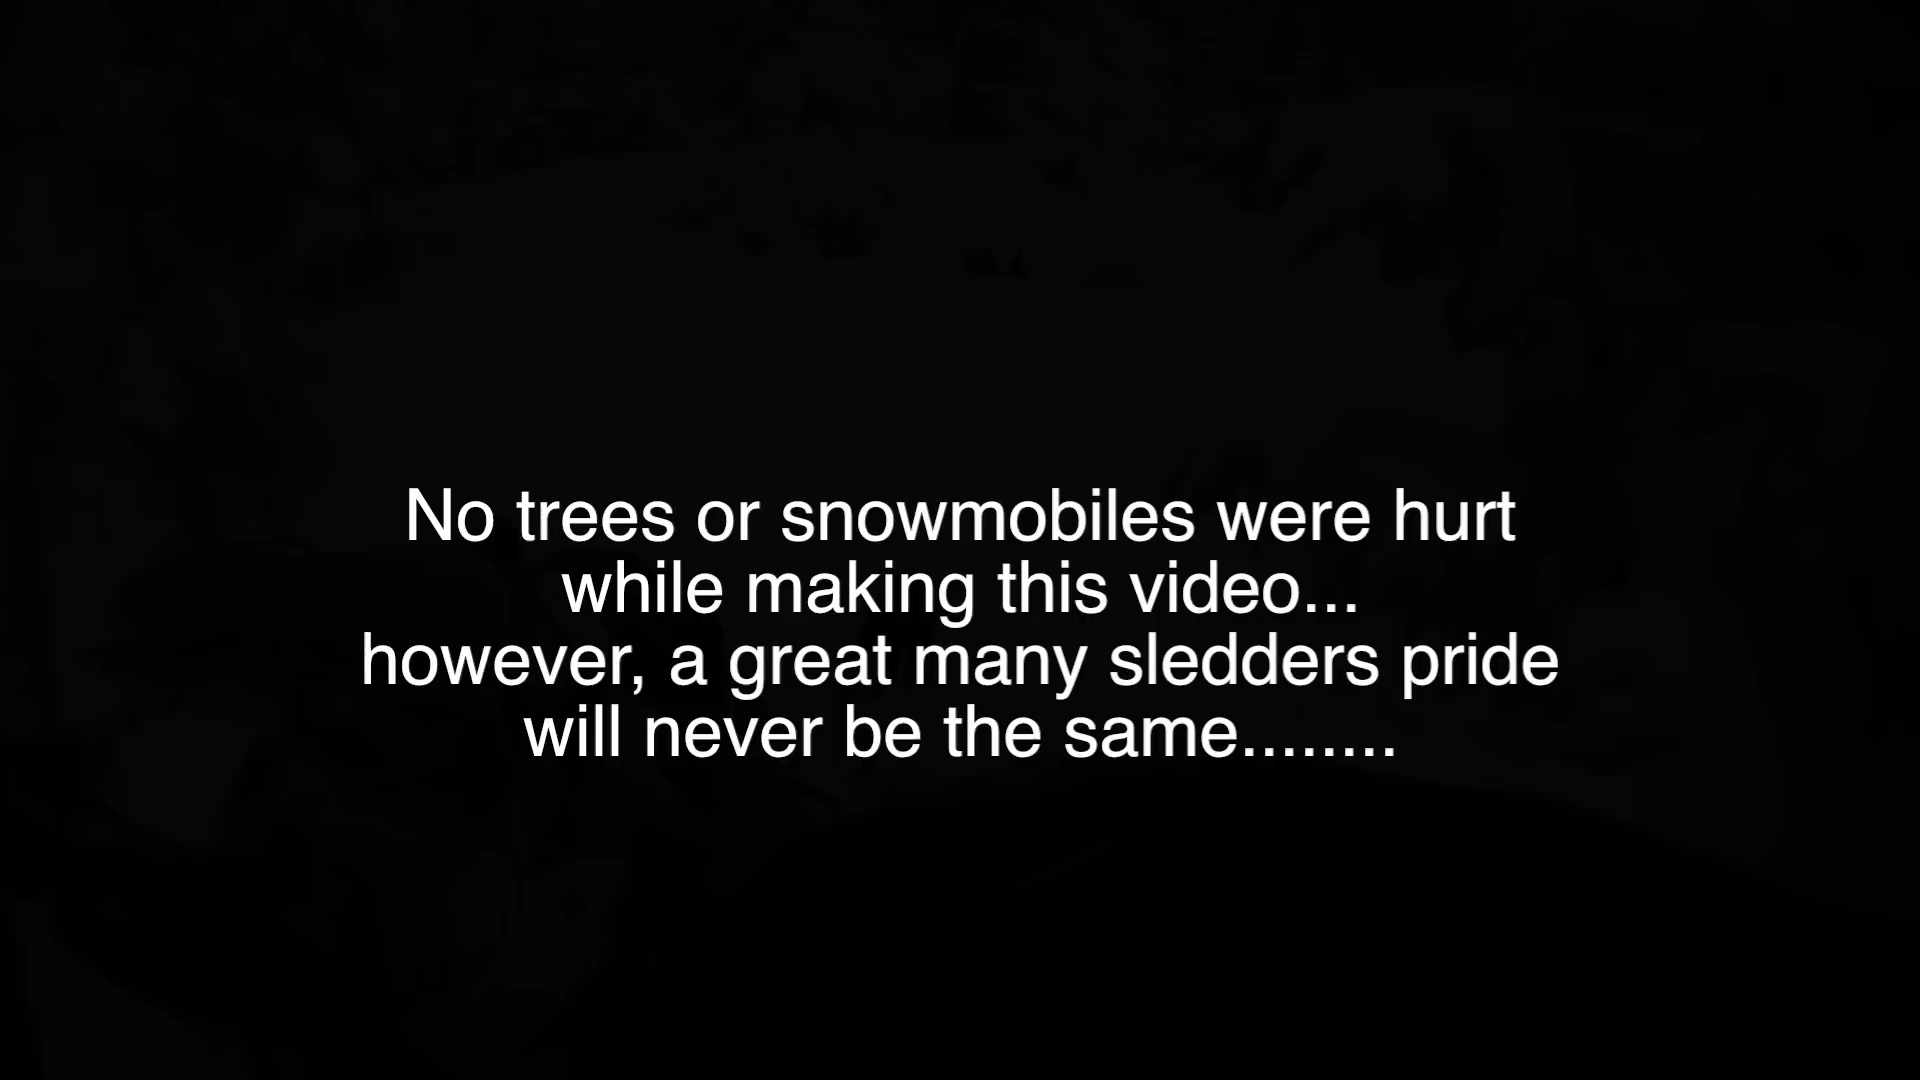 No trees or snowmobiles were hurt
while making this video...
however, a great many sledders pride
will never be the same........